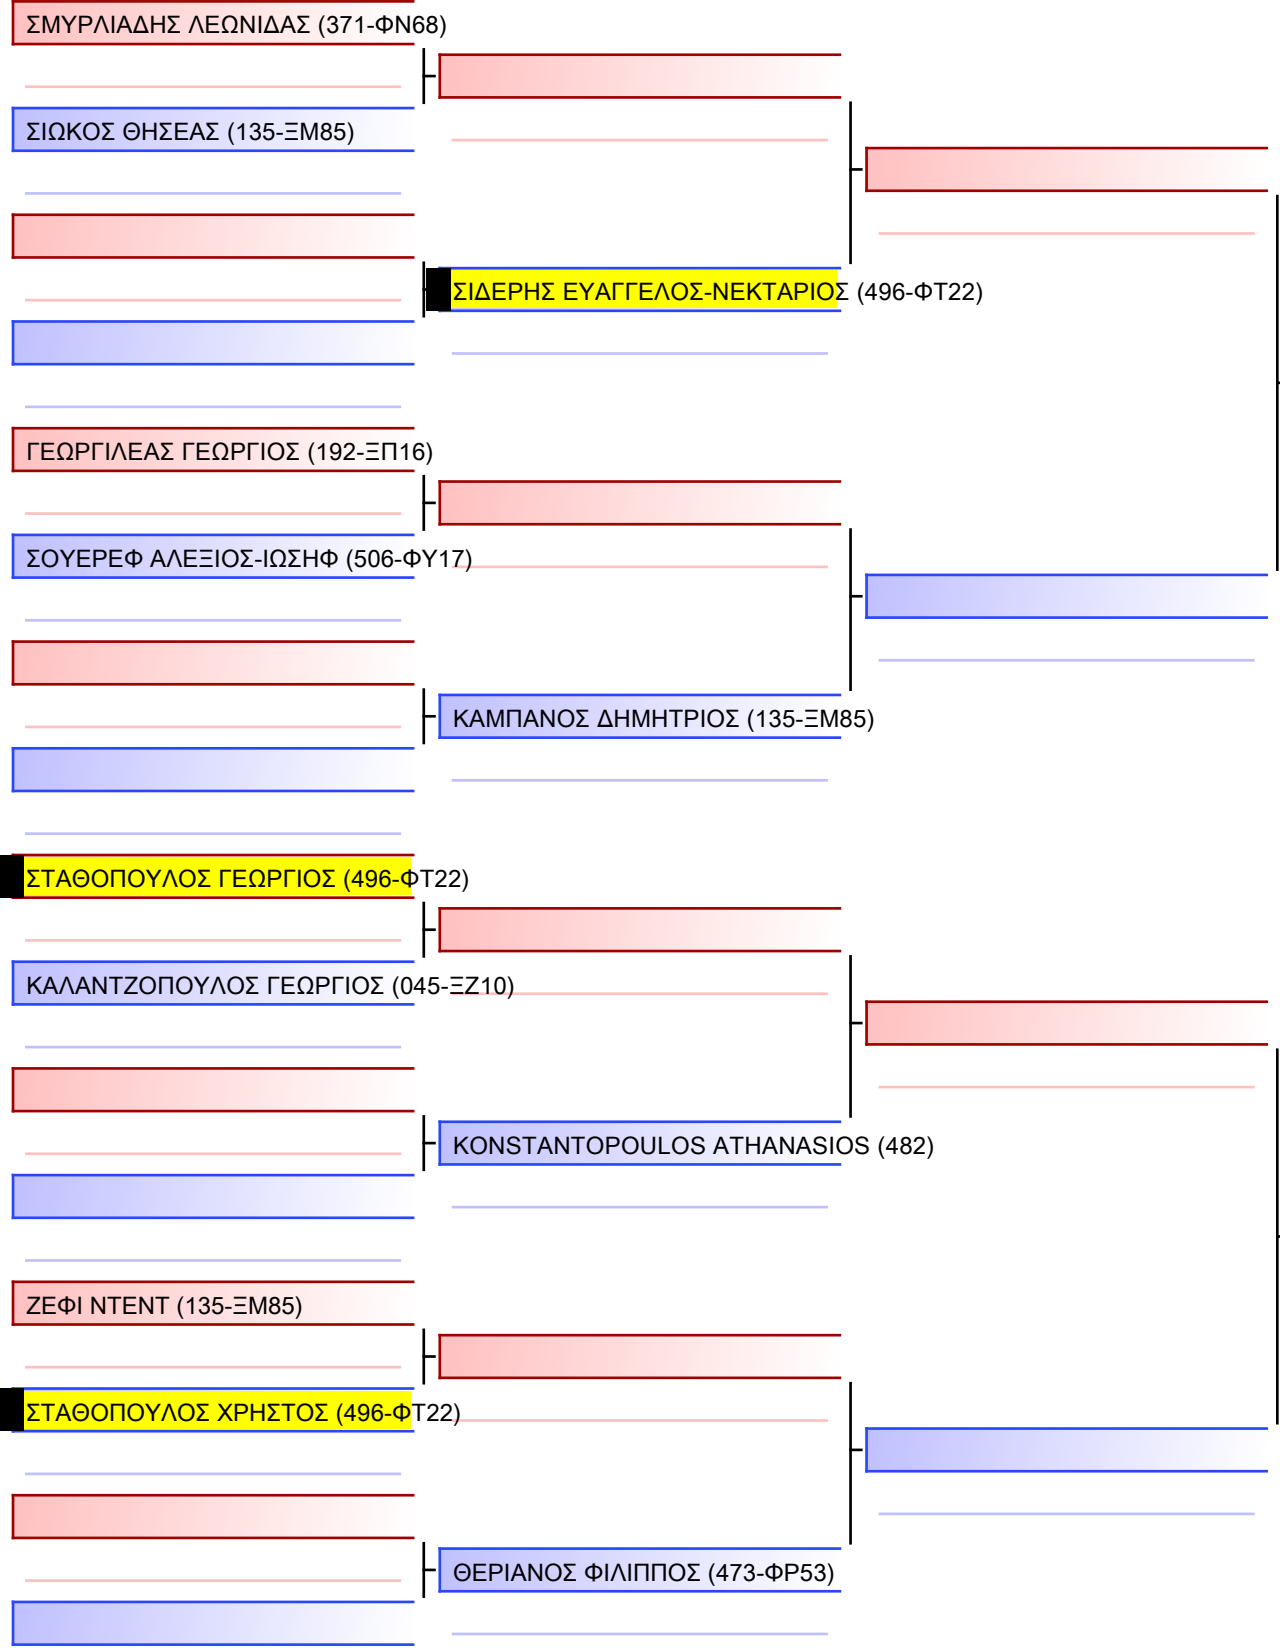 ΣΜΥΡΛΙΑΔΗΣ ΛΕΩΝΙΔΑΣ (371-ΦΝ68)
ΣΙΩΚΟΣ ΘΗΣΕΑΣ (135-ΞΜ85)
ΣΙΔΕΡΗΣ ΕΥΑΓΓΕΛΟΣ-ΝΕΚΤΑΡΙΟΣ (496-ΦΤ22)
ΓΕΩΡΓΙΛΕΑΣ ΓΕΩΡΓΙΟΣ (192-ΞΠ16)
ΣΟΥΕΡΕΦ ΑΛΕΞΙΟΣ-ΙΩΣΗΦ (506-ΦΥ17)
ΚΑΜΠΑΝΟΣ ΔΗΜΗΤΡΙΟΣ (135-ΞΜ85)
ΣΤΑΘΟΠΟΥΛΟΣ ΓΕΩΡΓΙΟΣ (496-ΦΤ22)
ΚΑΛΑΝΤΖΟΠΟΥΛΟΣ ΓΕΩΡΓΙΟΣ (045-ΞΖ10)
KONSTANTOPOULOS ATHANASIOS (482)
ΖΕΦΙ ΝΤΕΝΤ (135-ΞΜ85)
ΣΤΑΘΟΠΟΥΛΟΣ ΧΡΗΣΤΟΣ (496-ΦΤ22)
ΘΕΡΙΑΝΟΣ ΦΙΛΙΠΠΟΣ (473-ΦΡ53)